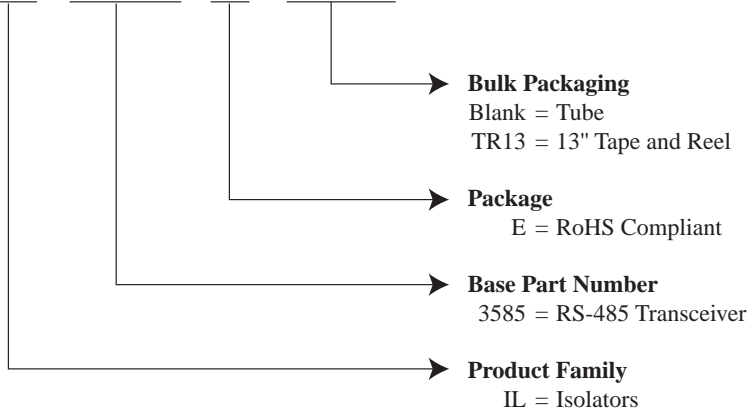 Bulk Packaging
Blank = Tube
TR13 = 13" Tape and Reel
Package
E = RoHS Compliant
Base Part Number
3585 = RS-485 Transceiver
Product Family
IL = Isolators